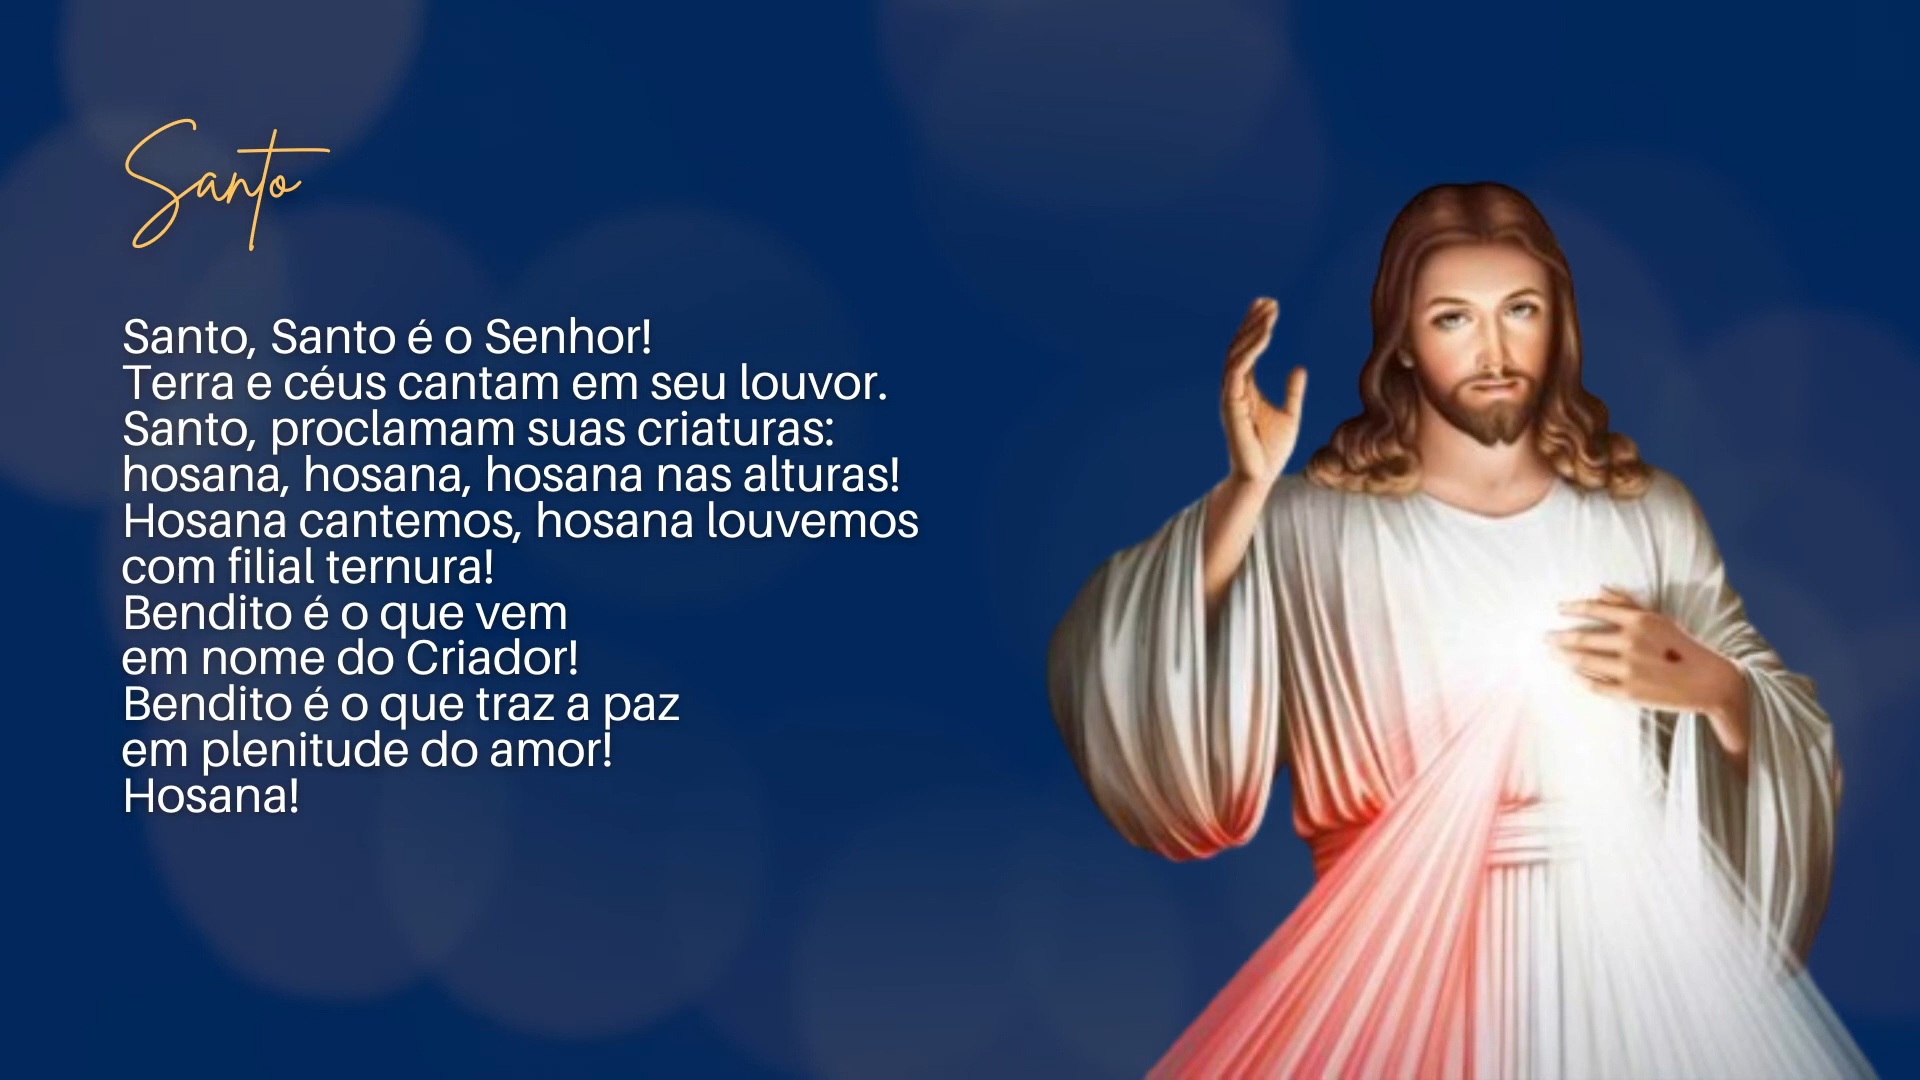 Santo
Santo, Santo é o Senhor!
Terra e céus cantam em seu louvor.
Santo, proclamam suas criaturas:
hosana, hosana, hosana nas alturas!
Hosana cantemos, hosana louvemos
com filial ternura!
Bendito é o que vem
em nome do Criador!
Bendito é o que traz a paz
em plenitude do amor!
Hosana!